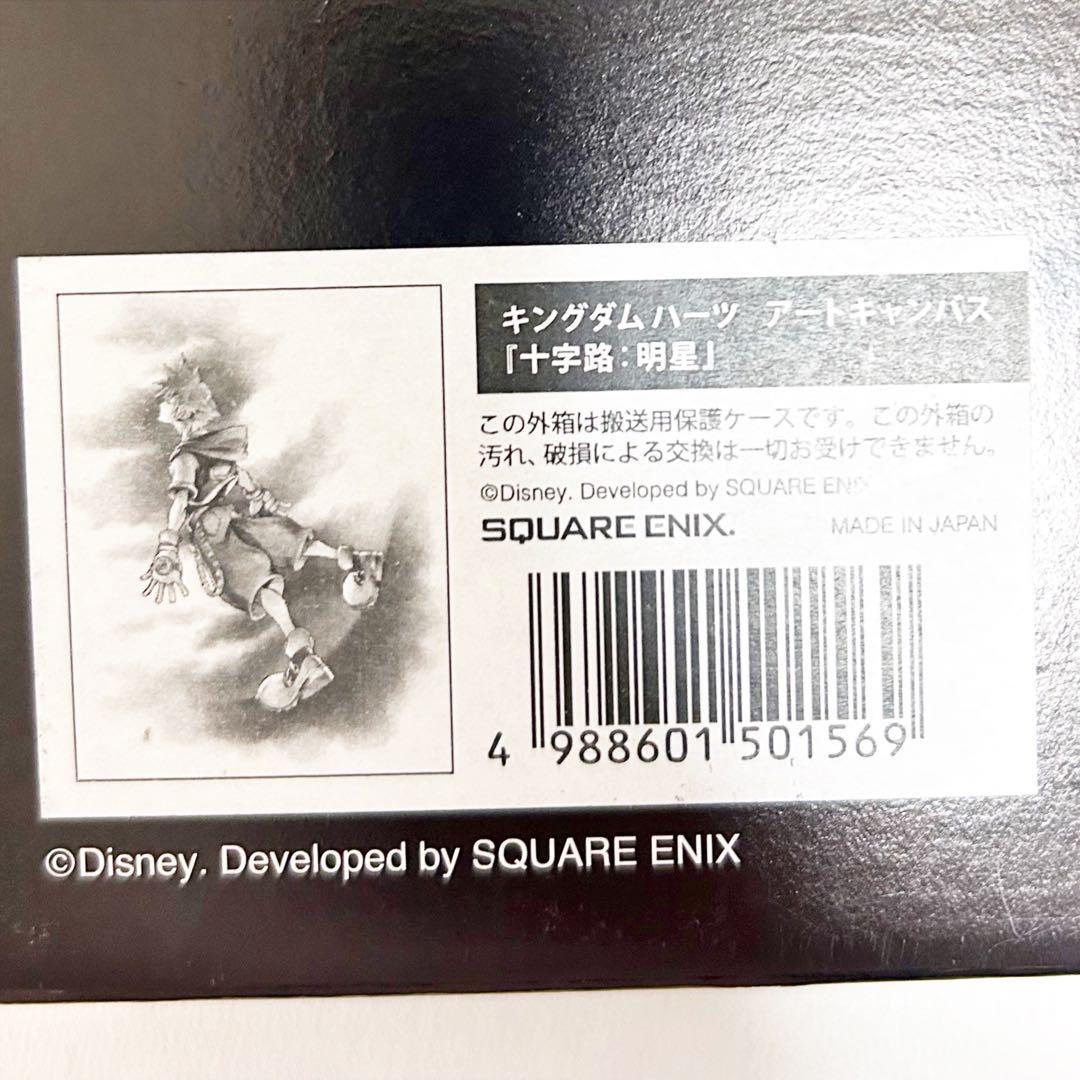 キングダム ハーツ　アートキャンバス
『十字路：明星』
この外箱は搬送用保護ケースです。この外箱の
汚れ、破損による交換は一切お受けできません。
©Disney. Developed by SQUARE ENIX
SQUARE ENIX.
MADE IN JAPAN
4 988601 501569
©Disney. Developed by SQUARE ENIX